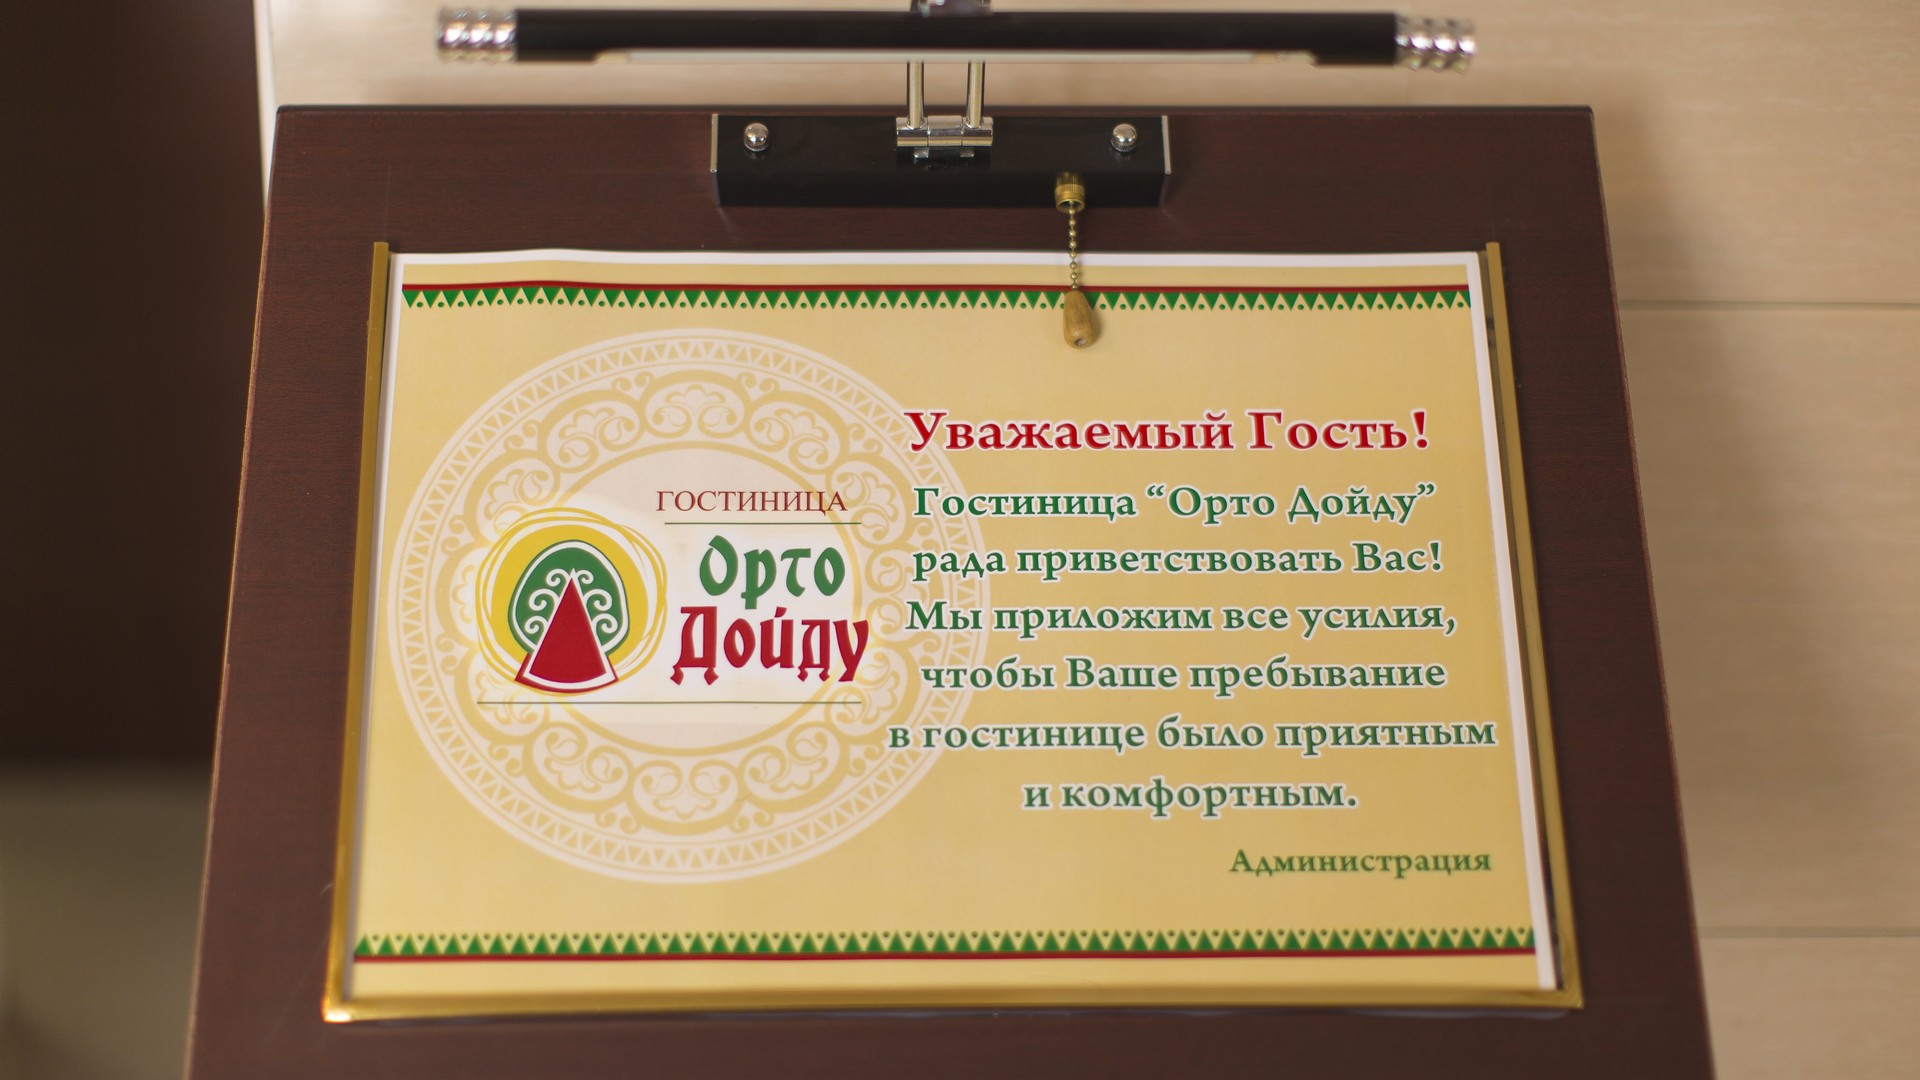 ГОСТИНИЦА
Орто
Дойду
Уважаемый Гость!
Гостиница “Орто Дойду”
рада приветствовать Вас!
Мы приложим все усилия,
чтобы Ваше пребывание
в гостинице было приятным
и комфортным.
Администрация